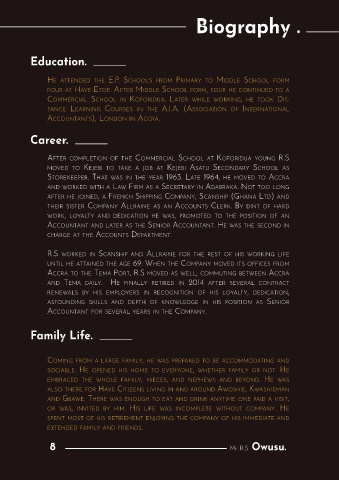 Biography .
Education.
He attended the E.P. Schools from Primary to Middle School form
four at Have-Etoe. After Middle School form, four he continued to a
Commercial School in Koforidua. Later while working, he took Dis-
tance Learning Courses in the A.I.A. (Association of International
Accountants), London in Accra.
Career.
After completion of the Commercial School at Koforidua young R.S
moved to Kejebi to take a job at Kejebi Asatu Secondary School as
Storekeeper. That was in the year 1963. Late 1964, he moved to Accra
and worked with a Law Firm as a Secretary in Adabraka. Not too long
after he joined, a French Shipping Company, Scanship (Ghana Ltd) and
their sister Company Allraine as an Accounts Clerk. By dint of hard
work, loyalty and dedication he was, promoted to the position of an
Accountant and later as the Senior Accountant. He was the second in
charge at the Accounts Department.
R.S worked in Scanship and Allraine for the rest of his working life
until he attained the age 69. When the Company moved its offices from
Accra to the Tema Port, R.S moved as well, commuting between Accra
and Tema daily. He finally retired in 2014 after several contract
renewals by his employers in recognition of his loyalty, dedication,
astounding skills and depth of knowledge in his position as Senior
Accountant for several years in the Company.
Family Life.
Coming from a large family, he was prepared to be accommodating and
sociable. He opened his home to everyone, whether family or not. He
embraced the whole family, nieces, and nephews and beyond. He was
also there for Have Citizens living in and around Awoshie, Kwashieman
and Gbawe. There was enough to eat and drink anytime one paid a visit,
or was, invited by him. His life was incomplete without company. He
spent most of his retirement enjoying the company of his immediate and
extended family and friends.
8 Mr. R.S Owusu.